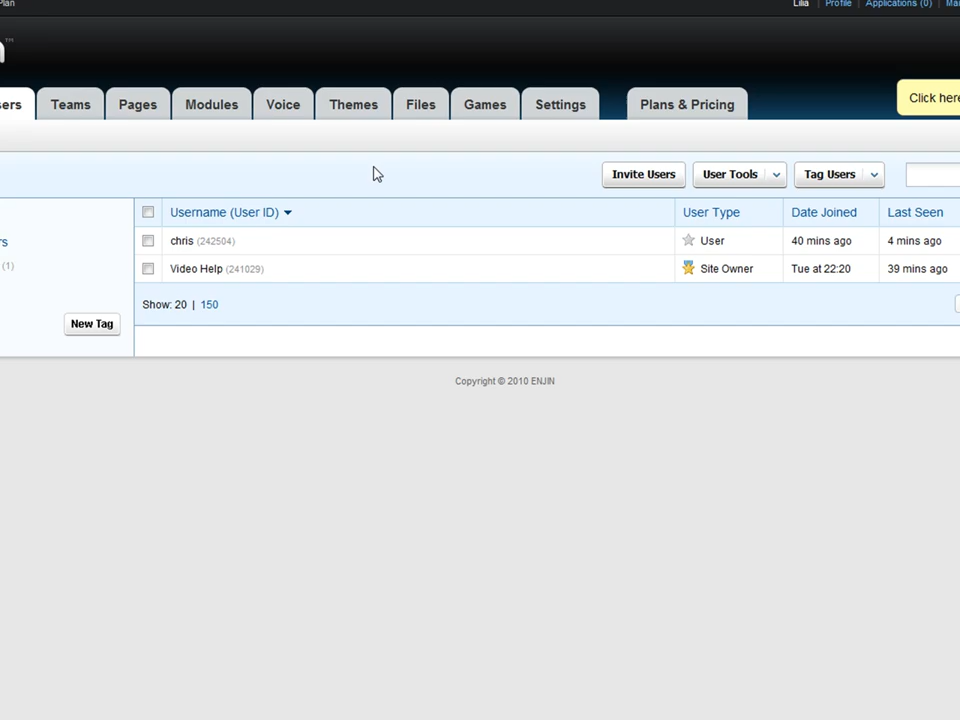 Plan Lilia | Profile | Applications (0) |
™
Teams Pages Modules Voice Themes Files Games Settings Plans & Pricing Click here
Invite Users User Tools Tag Users
Username (User ID) User Type Date Joined Last Seen
chris (242504) User 40 mins ago 4 mins ago
(1)
Video Help (241029) Site Owner Tue at 22:20 39 mins ago
Show: 20 | 150
New Tag
Copyright © 2010 ENJIN